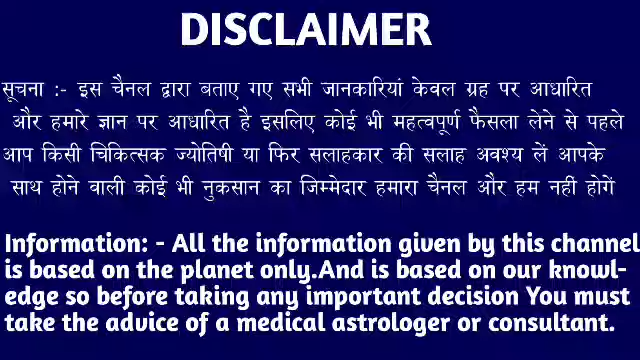 DISCLAIMER
सूचना :- इस चैनल द्वारा बताए गए सभी जानकारियां केवल ग्रह पर आधारित
और हमारे ज्ञान पर आधारित है इसलिए कोई भी महत्वपूर्ण फैसला लेने से पहले
आप किसी चिकित्सक ज्योतिषी या फिर सलाहकार की सलाह अवश्य लें आपके
साथ होने वाली कोई भी नुकसान का जिम्मेदार हमारा चैनल और हम नहीं होगें
Information: - All the information given by this channel
is based on the planet only.And is based on our knowl-
edge so before taking any important decision You must
take the advice of a medical astrologer or consultant.